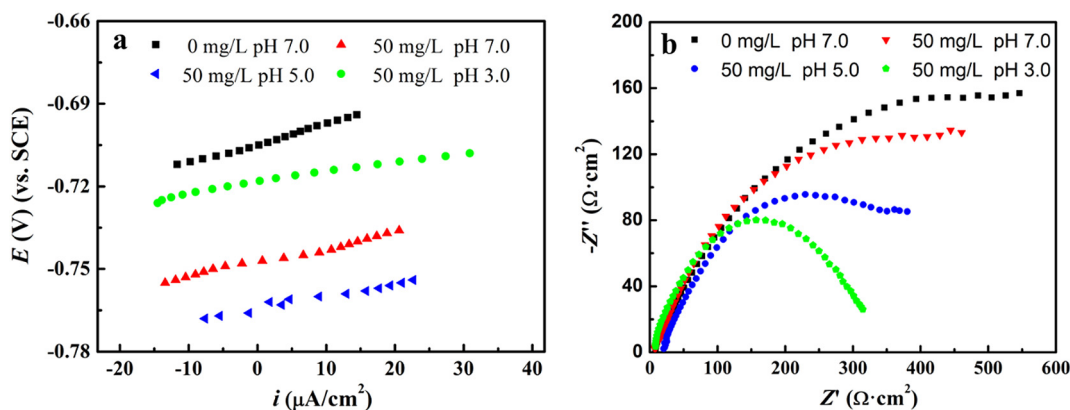 a
0 mg/L pH 7.0
50 mg/L pH 7.0
50 mg/L pH 5.0
50 mg/L pH 3.0
-0.66
-0.69
-0.72
-0.75
-0.78
E (V) (vs. SCE)
-20
-10
0
10
20
30
40
i (μA/cm²)
b
0 mg/L pH 7.0
50 mg/L pH 7.0
50 mg/L pH 5.0
50 mg/L pH 3.0
200
160
120
80
40
0
-Z'' (Ω·cm²)
0
100
200
300
400
500
600
Z' (Ω·cm²)